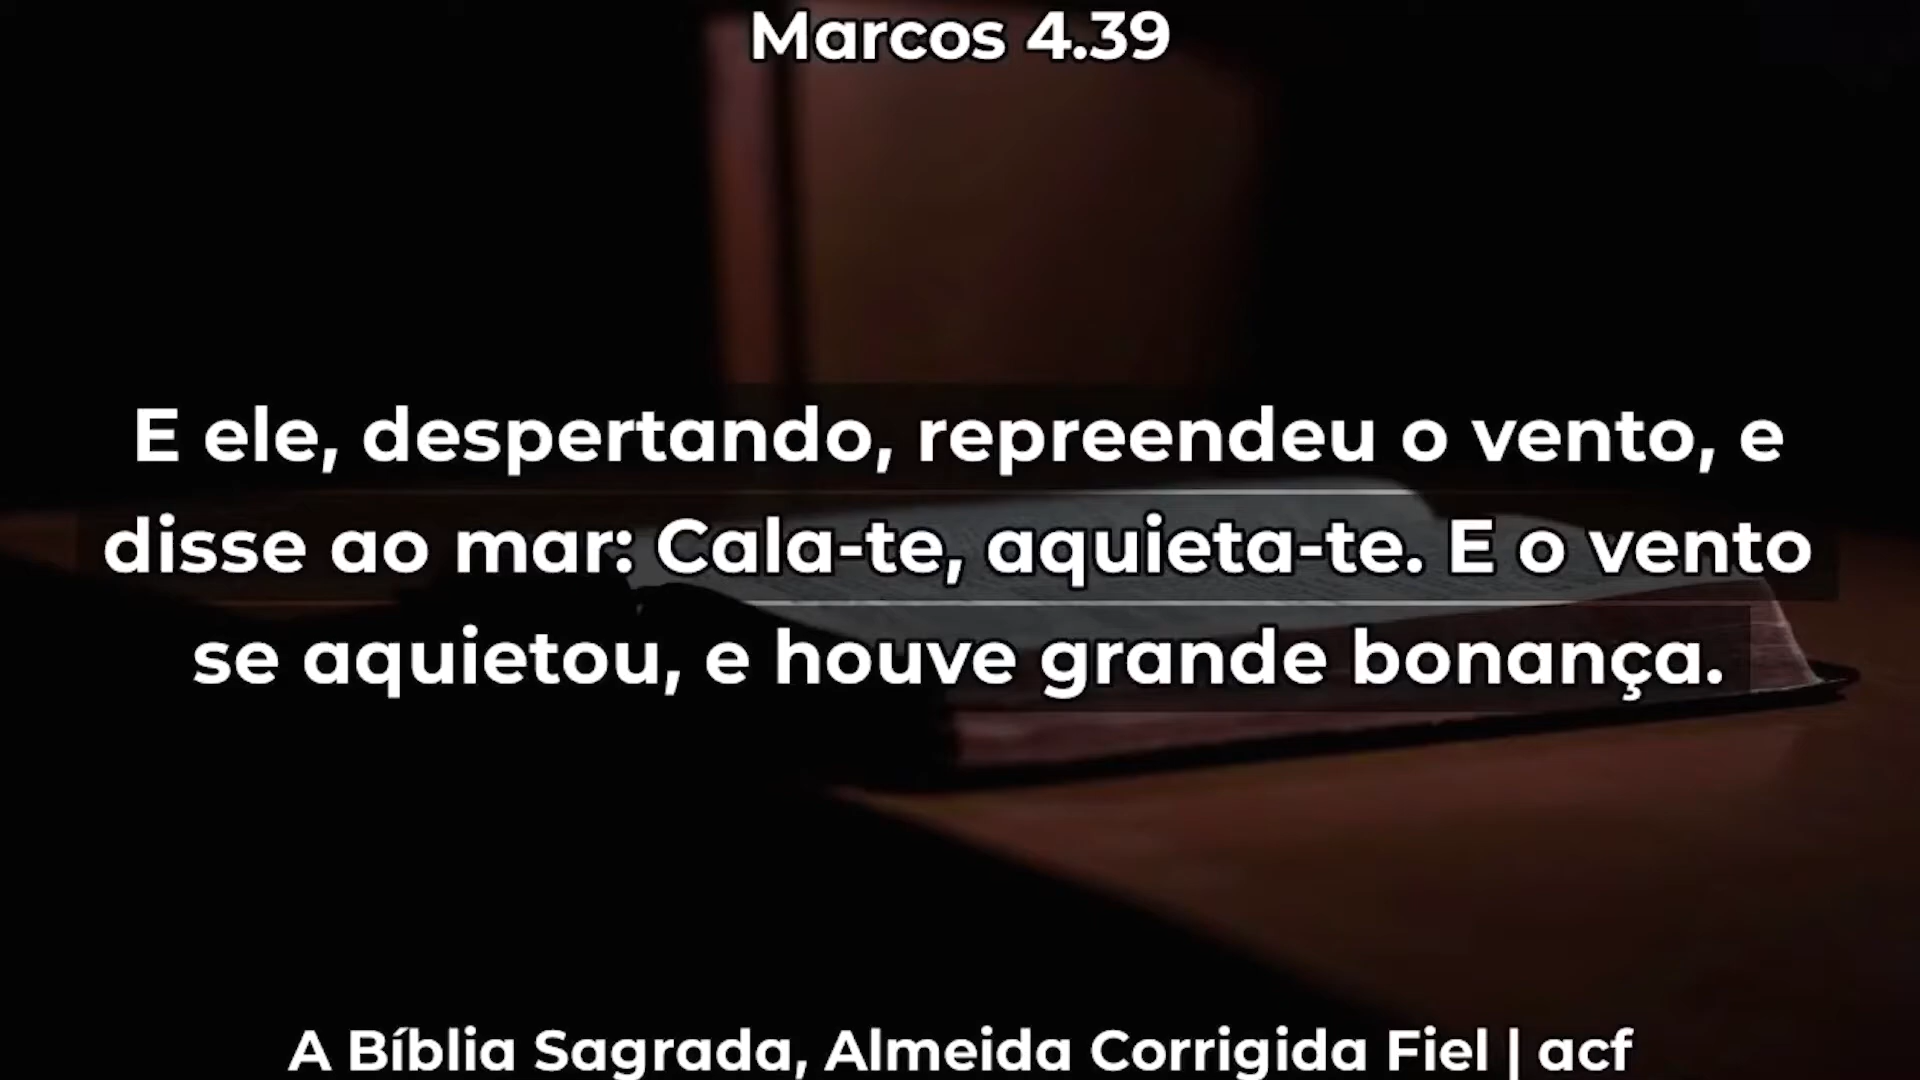 Marcos 4.39
E ele, despertando, repreendeu o vento, e
disse ao mar: Cala-te, aquieta-te. E o vento
se aquietou, e houve grande bonança.
A Bíblia Sagrada, Almeida Corrigida Fiel | acf